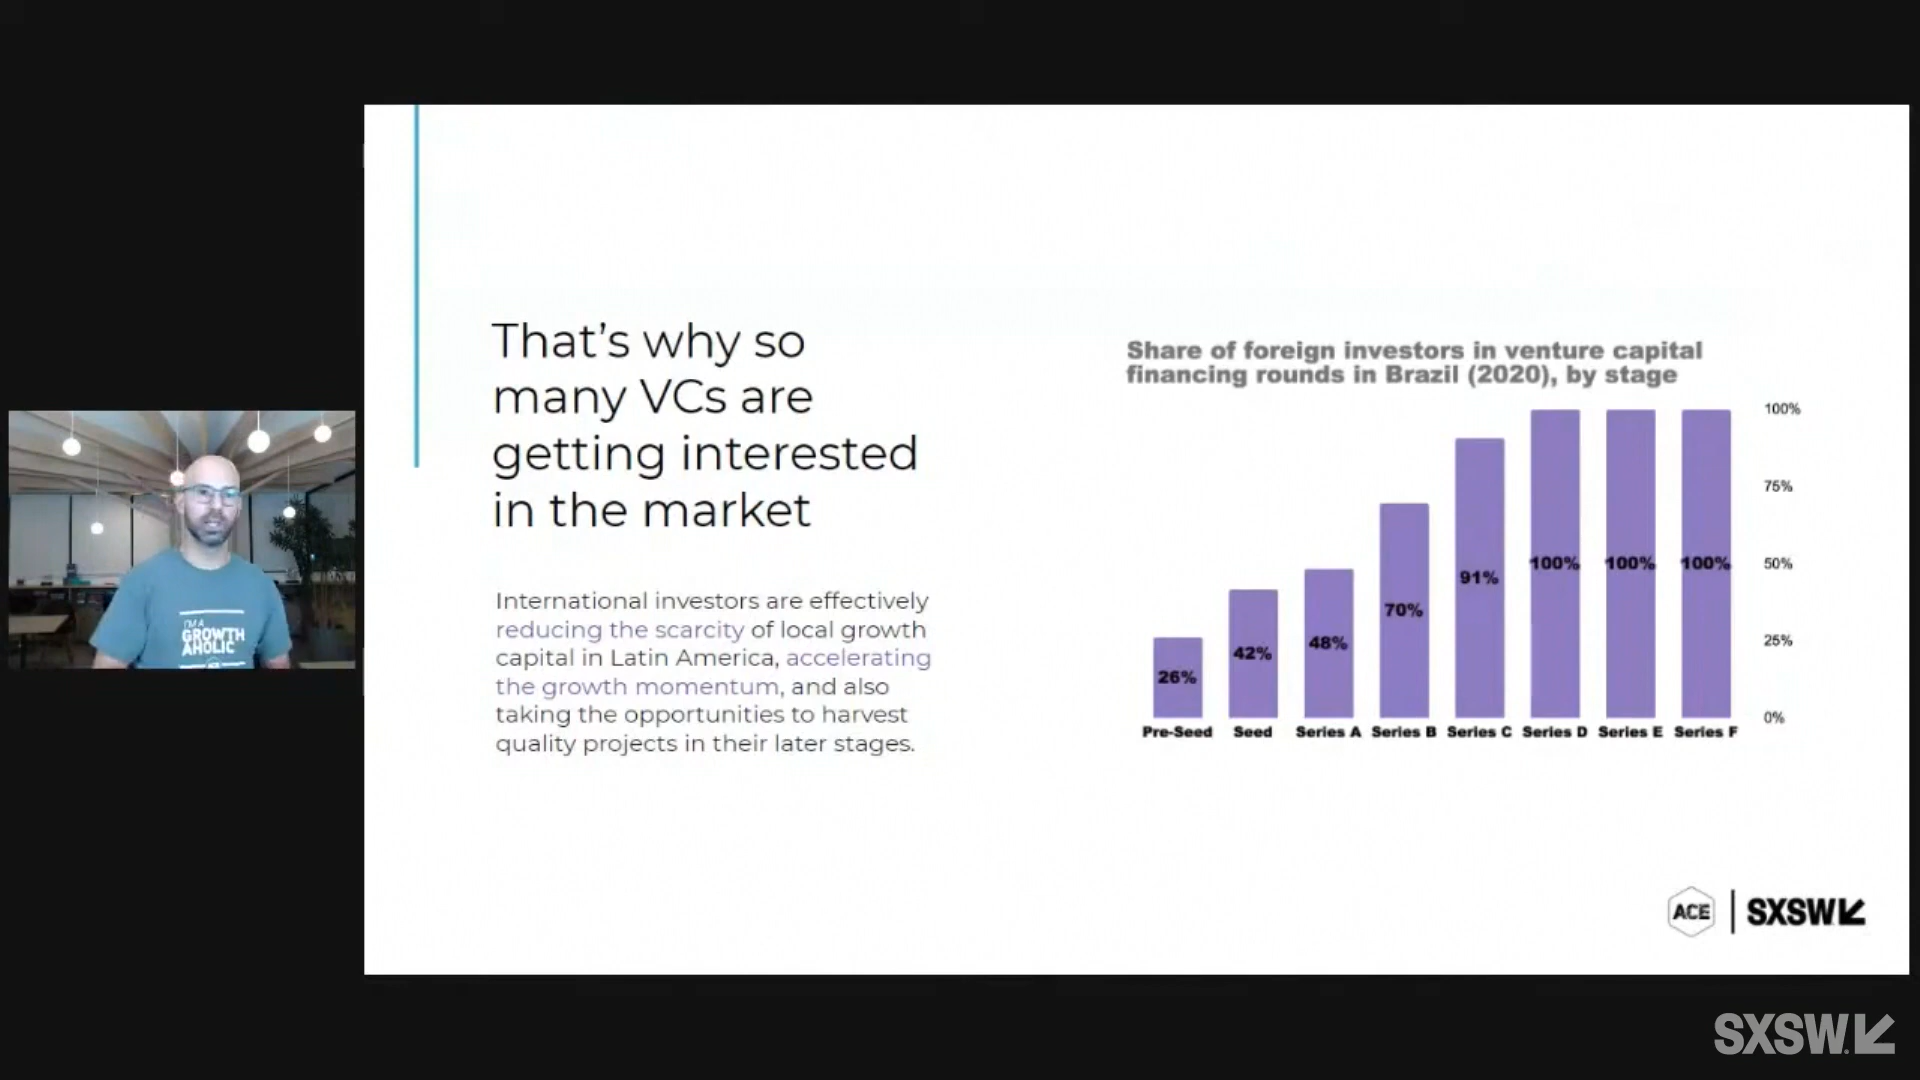 That's why so
many VCs are
getting interested
in the market
International investors are effectively
reducing the scarcity of local growth
capital in Latin America, accelerating
the growth momentum, and also
taking the opportunities to harvest
quality projects in their later stages.
Share of foreign investors in venture capital
financing rounds in Brazil (2020), by stage
100%
75%
50%
25%
0%
26%
42%
48%
70%
91%
100%
100%
100%
Pre-Seed Seed Series A Series B Series C Series D Series E Series F
I'M A
GROWTH
AHOLIC
ACE
ACE | SXSW
SXSW.